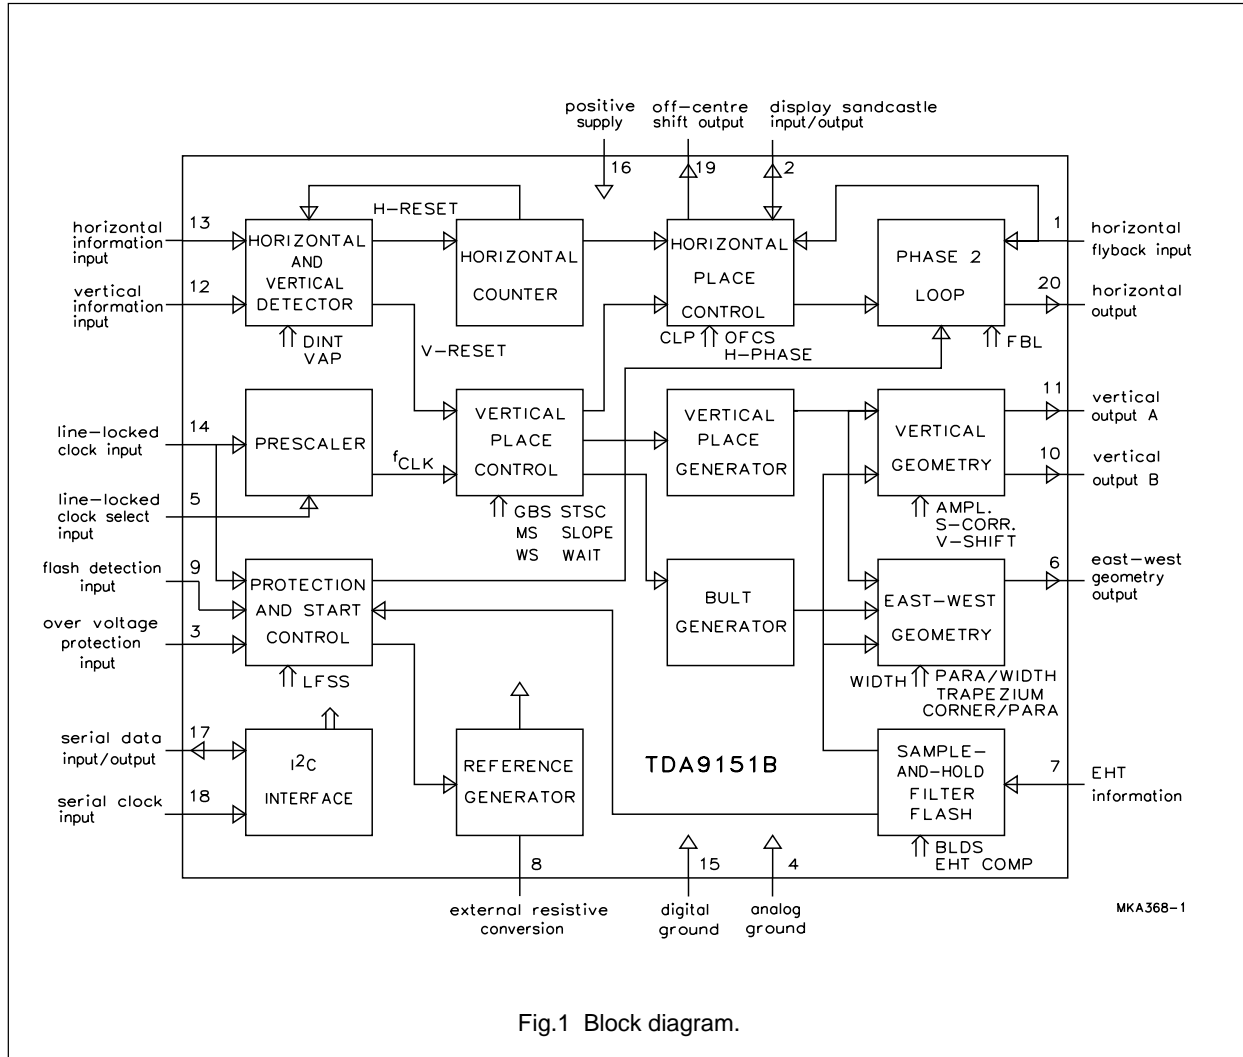 positive
supply
off-centre
shift output
display sandcastle
input/output
16
19
2
H-RESET
horizontal
information
input
13
vertical
information
input
12
HORIZONTAL
AND
VERTICAL
DETECTOR
DINT
VAP
V-RESET
HORIZONTAL
COUNTER
HORIZONTAL
PLACE
CONTROL
CLP
OFCS
H-PHASE
PHASE 2
LOOP
FBL
1
horizontal
flyback input
20
horizontal
output
line-locked
clock input
14
PRESCALER
fCLK
line-locked
clock select
input
5
VERTICAL
PLACE
CONTROL
GBS STSC
MS SLOPE
WS WAIT
VERTICAL
PLACE
GENERATOR
VERTICAL
GEOMETRY
AMPL.
S-CORR.
V-SHIFT
11
vertical
output A
10
vertical
output B
flash detection
input
9
over voltage
protection
input
3
PROTECTION
AND START
CONTROL
LFSS
BULT
GENERATOR
EAST-WEST
GEOMETRY
WIDTH
PARA/WIDTH
TRAPEZIUM
CORNER/PARA
6
east-west
geometry
output
serial data
input/output
17
serial clock
input
18
I2C
INTERFACE
REFERENCE
GENERATOR
TDA9151B
SAMPLE-
AND-HOLD
FILTER
FLASH
BLDS
EHT COMP
7
EHT
information
8
15
4
external resistive
conversion
digital
ground
analog
ground
MKA368-1
Fig.1 Block diagram.